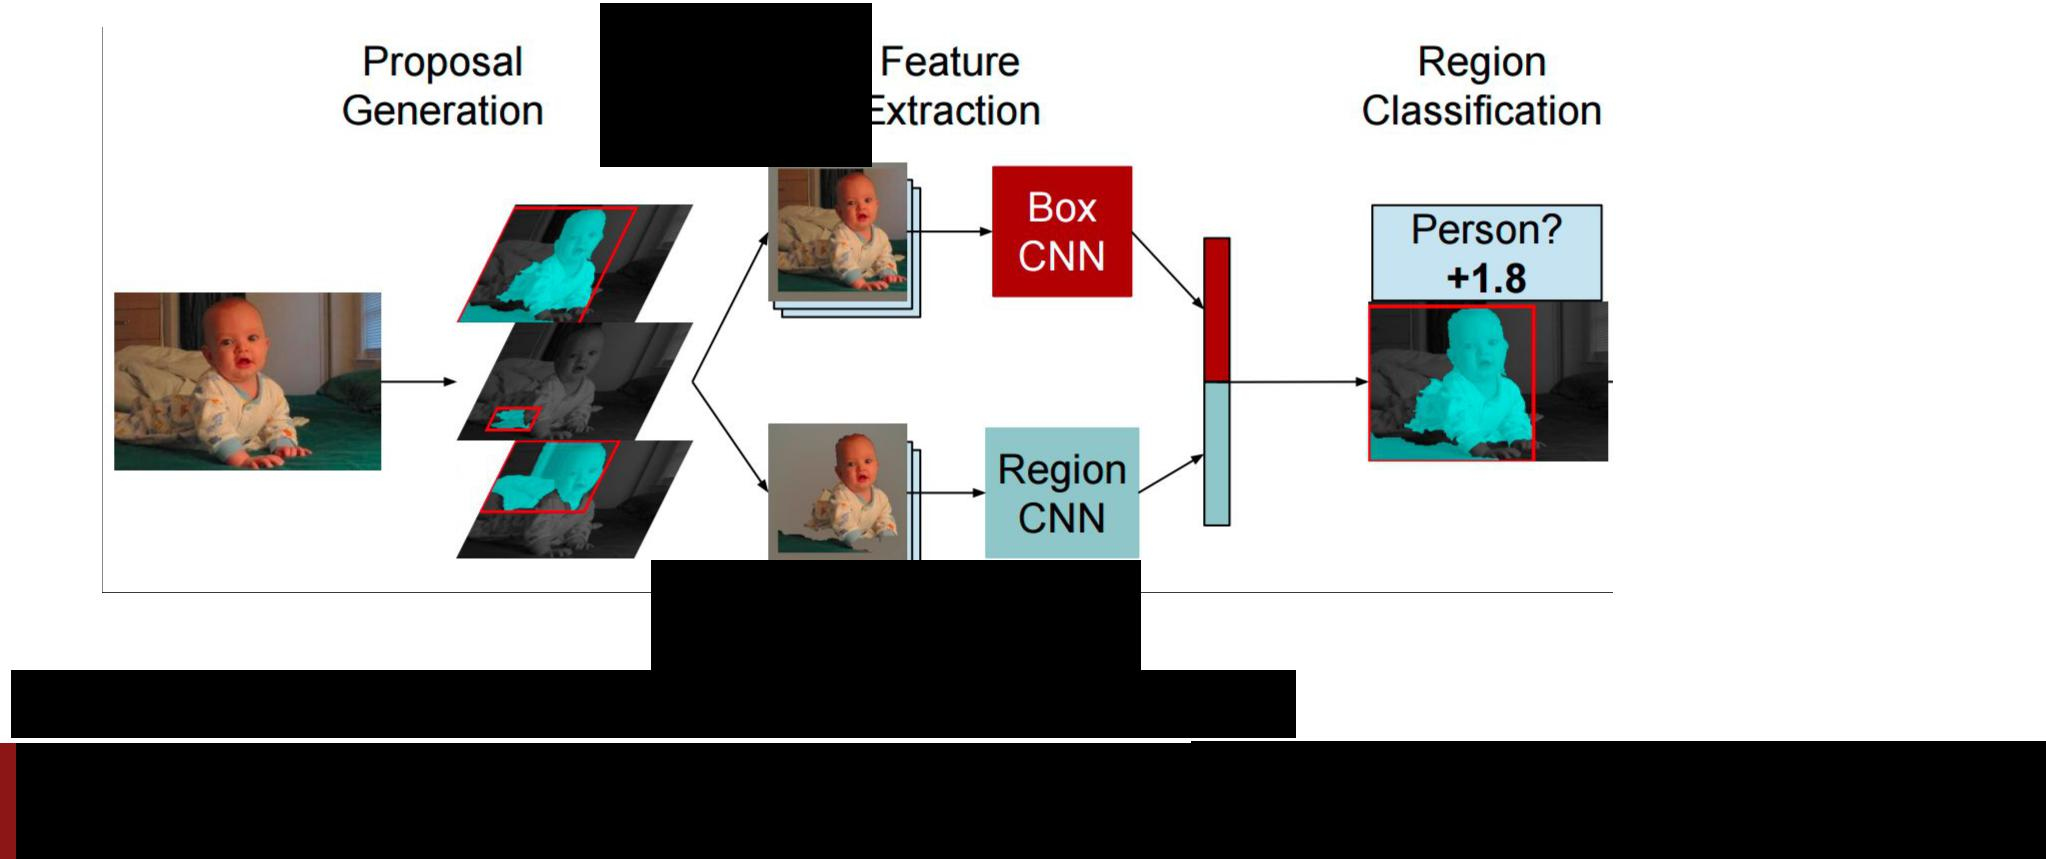 Proposal
Generation
Feature
Extraction
Region
Classification
Box
CNN
Person?
+1.8
Region
CNN